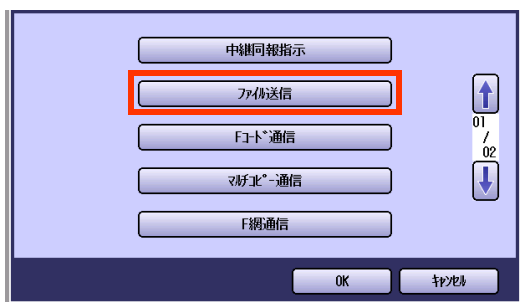 中継同報指示
ファイル送信
Fコード通信
マルチコピー通信
F網通信
01
/
02
OK
キャンセル